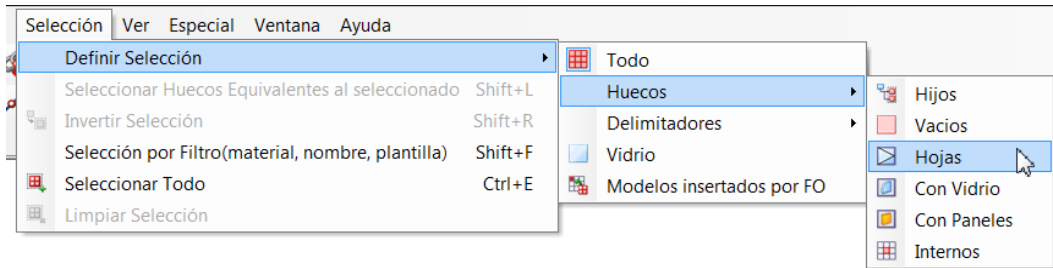 Selección Ver Especial Ventana Ayuda
Definir Selección
Seleccionar Huecos Equivalentes al seleccionado Shift+L
Invertir Selección Shift+R
Selección por Filtro(material, nombre, plantilla) Shift+F
Seleccionar Todo Ctrl+E
Limpiar Selección
Todo
Huecos
Delimitadores
Vidrio
Modelos insertados por FO
Hijos
Vacios
Hojas
Con Vidrio
Con Paneles
Internos